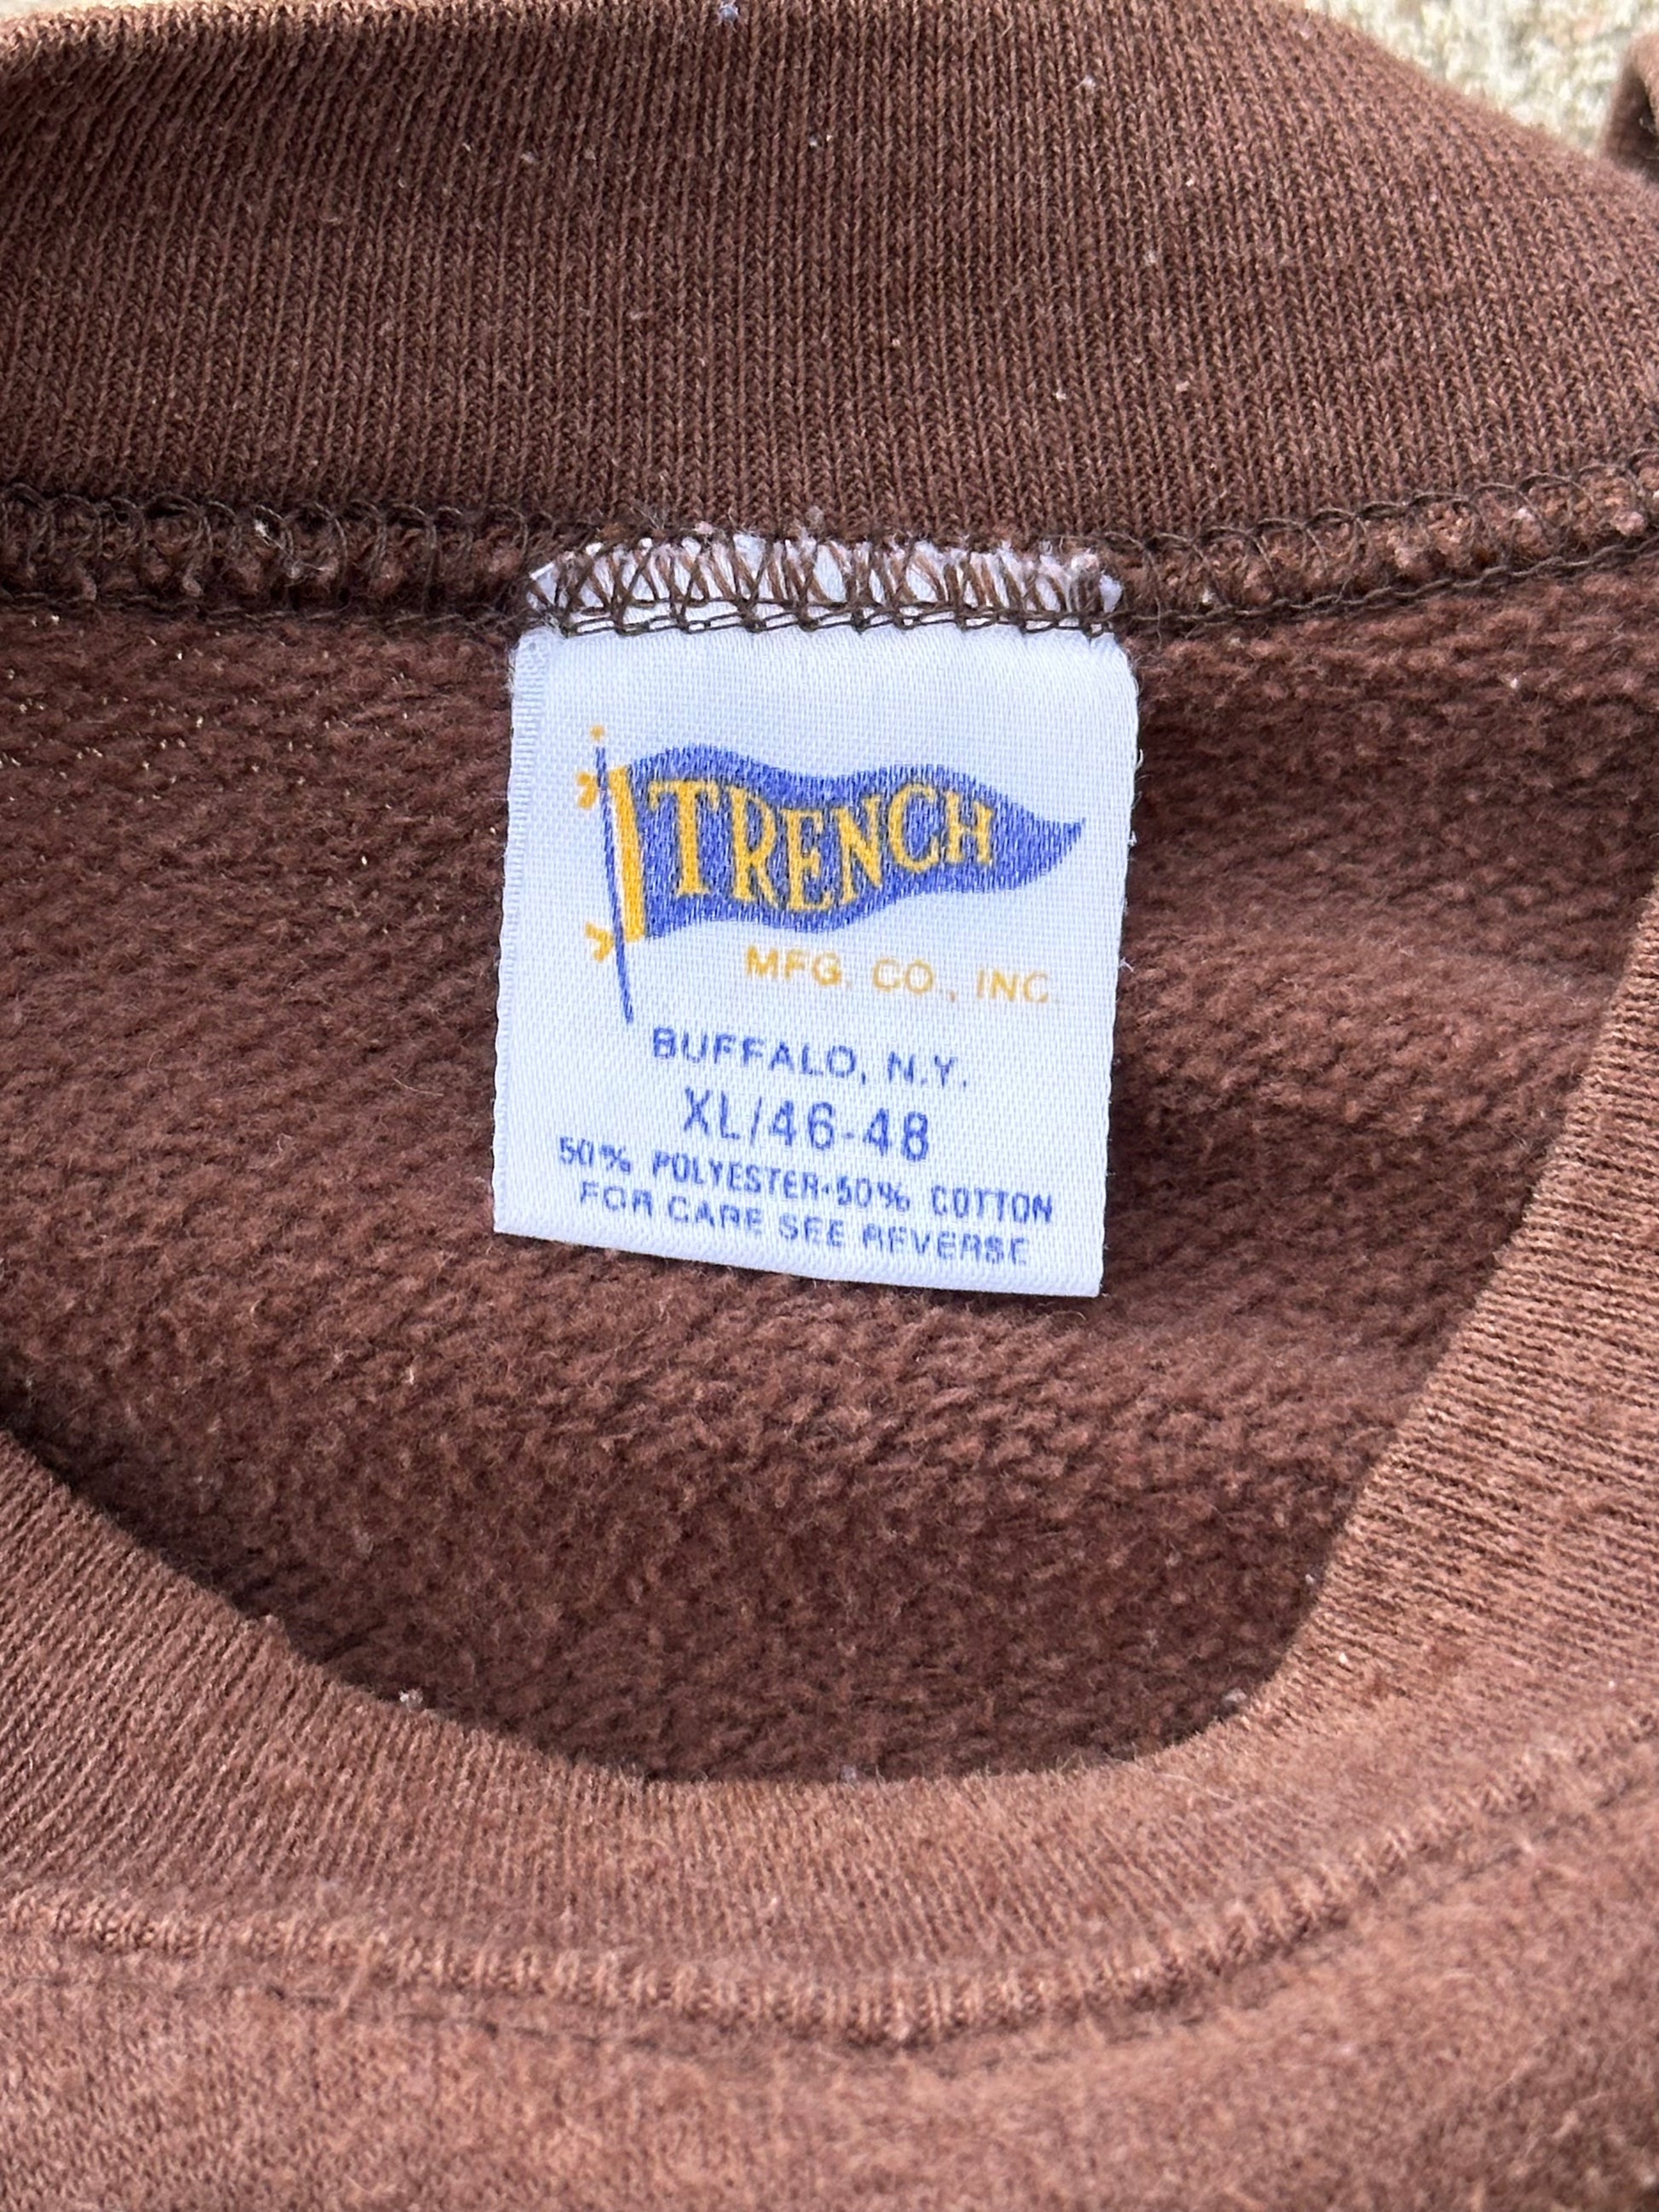 TRENCH
MFG. CO., INC.
BUFFALO, N.Y.
XL/46-48
50% POLYESTER·50% COTTON
FOR CARE SEE REVERSE